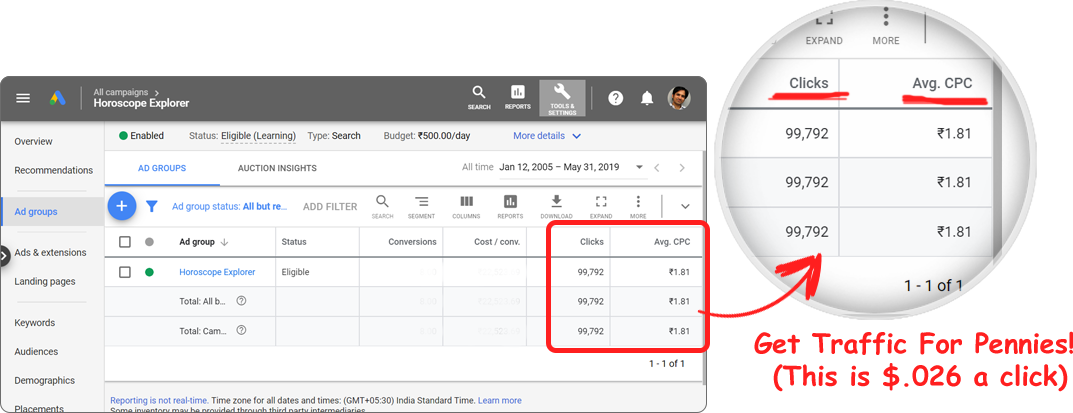 All campaigns >
Horoscope Explorer
SEARCH
REPORTS
TOOLS & SETTINGS
Overview
Recommendations
Ad groups
Ads & extensions
Landing pages
Keywords
Audiences
Demographics
Placements
Enabled Status: Eligible (Learning) Type: Search Budget: ₹500.00/day More details
AD GROUPS AUCTION INSIGHTS All time Jan 12, 2005 – May 31, 2019
Ad group status: All but re... ADD FILTER SEARCH SEGMENT COLUMNS REPORTS DOWNLOAD EXPAND MORE
Ad group Status Conversions Cost / conv. Clicks Avg. CPC
Horoscope Explorer Eligible 99,792 ₹1.81
Total: All b... 99,792 ₹1.81
Total: Cam... 99,792 ₹1.81
1 - 1 of 1
Reporting is not real-time. Time zone for all dates and times: (GMT+05:30) India Standard Time. Learn more
Some inventory may be provided through third party intermediaries.
EXPAND MORE
Clicks Avg. CPC
99,792 ₹1.81
99,792 ₹1.81
99,792 ₹1.81
1 - 1 of 1
Get Traffic For Pennies!
(This is $.026 a click)